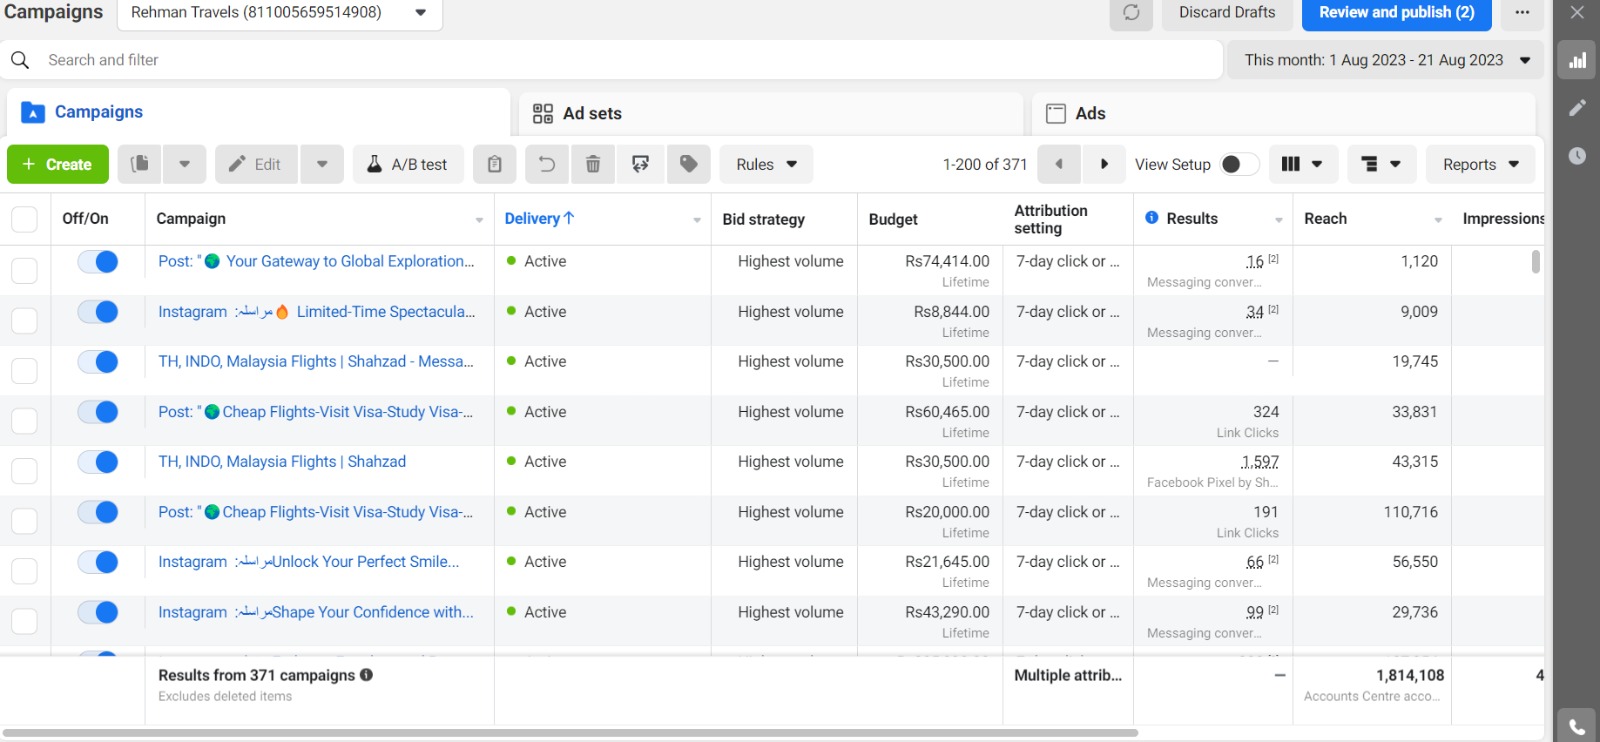 Campaigns
Rehman Travels (811005659514908)
Discard Drafts
Review and publish (2)
Search and filter
This month: 1 Aug 2023 - 21 Aug 2023
Campaigns
Ad sets
Ads
+ Create
Edit
A/B test
Rules
1-200 of 371
View Setup
Reports
Off/On
Campaign
Delivery ↑
Bid strategy
Budget
Attribution setting
Results
Reach
Impressions
Post: "🌍 Your Gateway to Global Exploration... Active Highest volume Rs74,414.00 7-day click or ... 16 [2] 1,120
Lifetime Messaging conver...
Instagram مراسلہ: 🔥 Limited-Time Spectacula... Active Highest volume Rs8,844.00 7-day click or ... 34 [2] 9,009
Lifetime Messaging conver...
TH, INDO, Malaysia Flights | Shahzad - Messa... Active Highest volume Rs30,500.00 7-day click or ... — 19,745
Lifetime
Post: "🌍Cheap Flights-Visit Visa-Study Visa-... Active Highest volume Rs60,465.00 7-day click or ... 324 33,831
Lifetime Link Clicks
TH, INDO, Malaysia Flights | Shahzad Active Highest volume Rs30,500.00 7-day click or ... 1,597 43,315
Lifetime Facebook Pixel by Sh...
Post: "🌍Cheap Flights-Visit Visa-Study Visa-... Active Highest volume Rs20,000.00 7-day click or ... 191 110,716
Lifetime Link Clicks
Instagram مراسلہ: Unlock Your Perfect Smile... Active Highest volume Rs21,645.00 7-day click or ... 66 [2] 56,550
Lifetime Messaging conver...
Instagram مراسلہ: Shape Your Confidence with... Active Highest volume Rs43,290.00 7-day click or ... 99 [2] 29,736
Lifetime Messaging conver...
Results from 371 campaigns Multiple attrib... — 1,814,108 4
Excludes deleted items Accounts Centre acco...